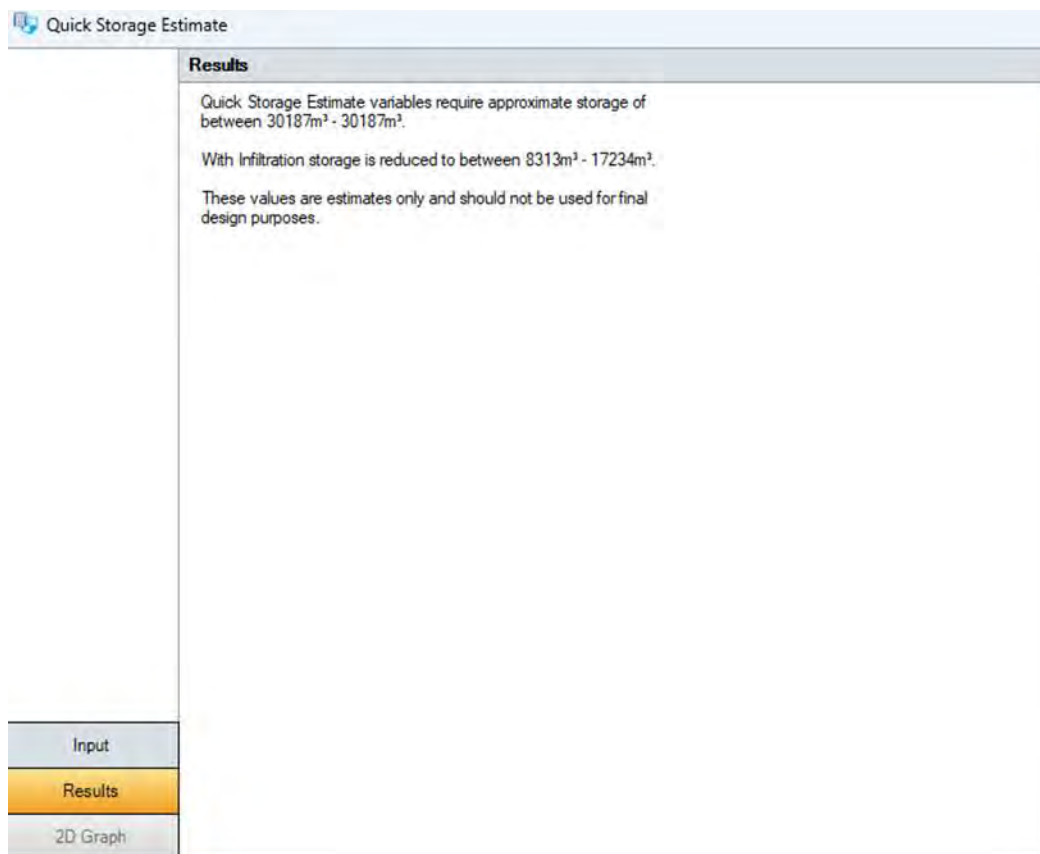 Quick Storage Estimate
Results
Quick Storage Estimate variables require approximate storage of
between 30187m³ - 30187m³.
With Infiltration storage is reduced to between 8313m³ - 17234m³.
These values are estimates only and should not be used for final
design purposes.
Input
Results
2D Graph